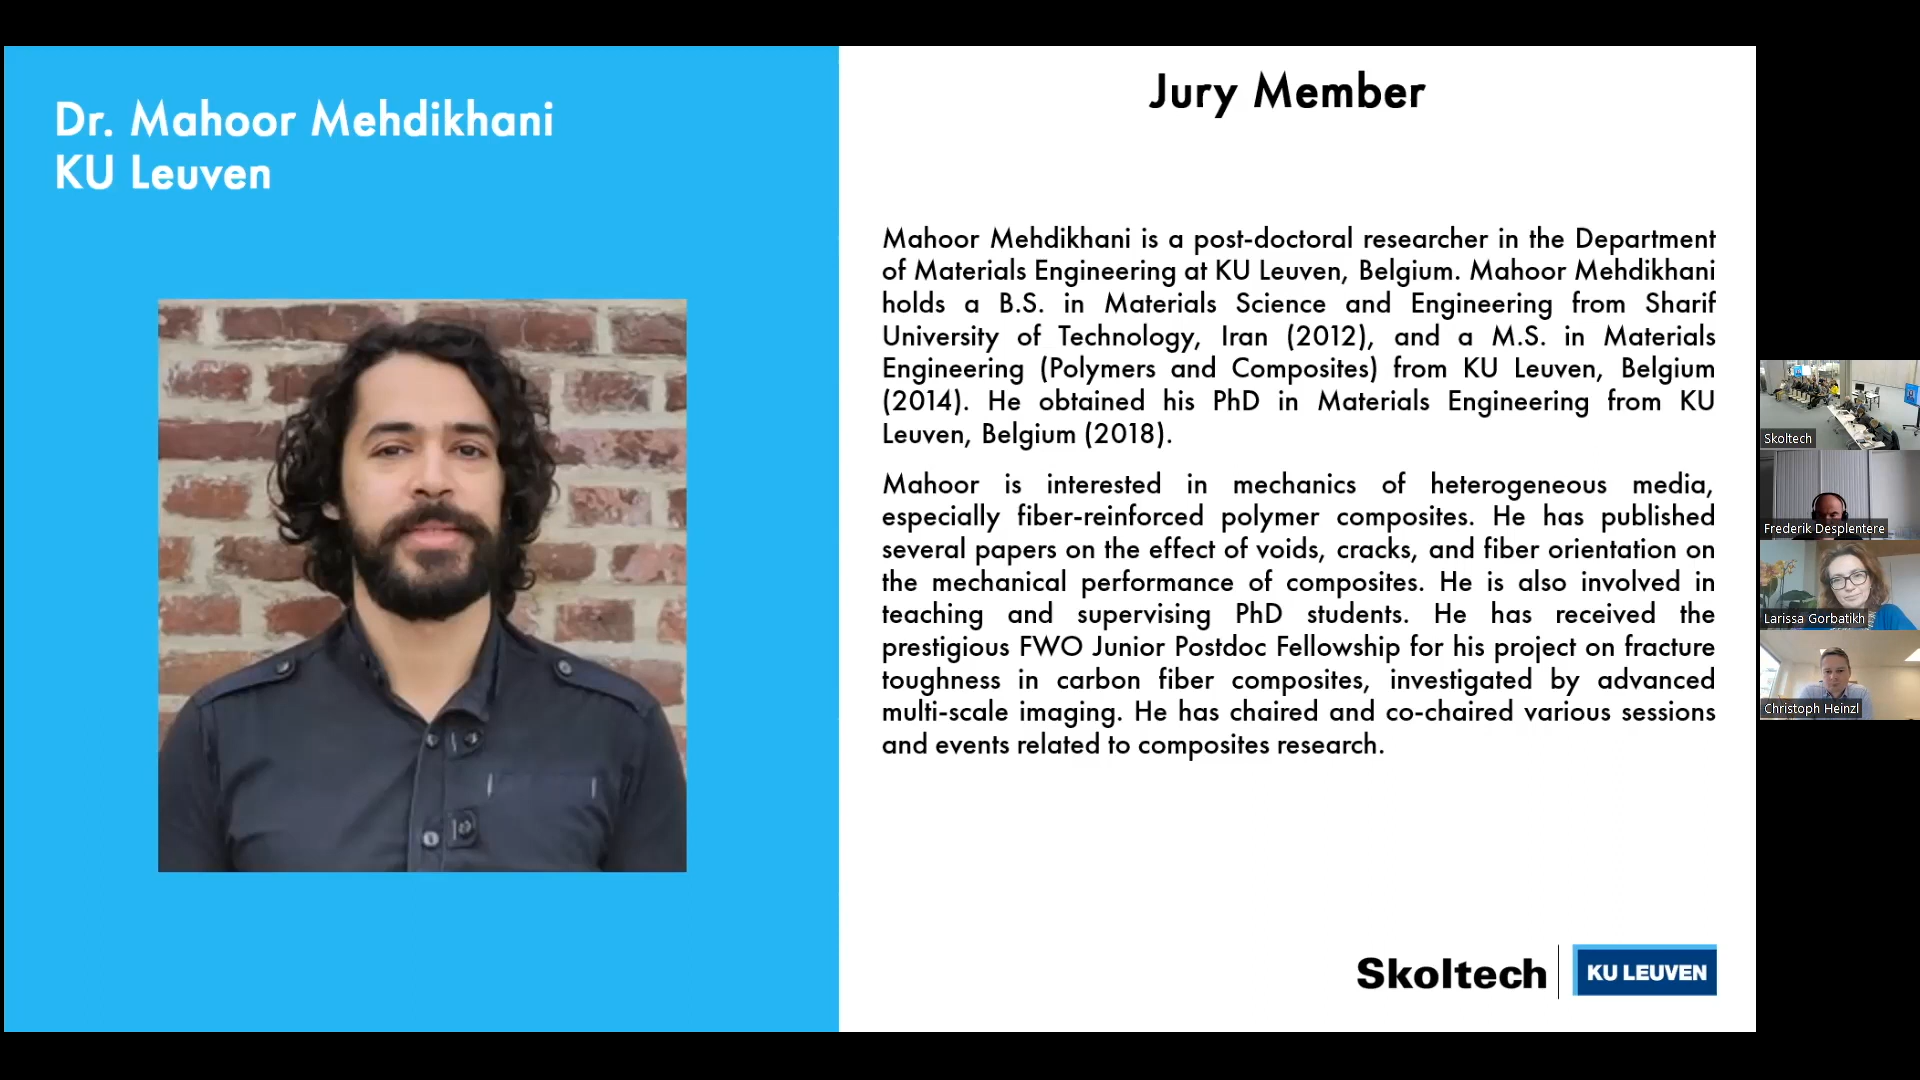 Dr. Mahoor Mehdikhani
KU Leuven
Jury Member
Mahoor Mehdikhani is a post-doctoral researcher in the Department
of Materials Engineering at KU Leuven, Belgium. Mahoor Mehdikhani
holds a B.S. in Materials Science and Engineering from Sharif
University of Technology, Iran (2012), and a M.S. in Materials
Engineering (Polymers and Composites) from KU Leuven, Belgium
(2014). He obtained his PhD in Materials Engineering from KU
Leuven, Belgium (2018).
Mahoor is interested in mechanics of heterogeneous media,
especially fiber-reinforced polymer composites. He has published
several papers on the effect of voids, cracks, and fiber orientation on
the mechanical performance of composites. He is also involved in
teaching and supervising PhD students. He has received the
prestigious FWO Junior Postdoc Fellowship for his project on fracture
toughness in carbon fiber composites, investigated by advanced
multi-scale imaging. He has chaired and co-chaired various sessions
and events related to composites research.
Skoltech
KU LEUVEN
Skoltech
Frederik Desplentere
Larissa Gorbatikh
Christoph Heinzl